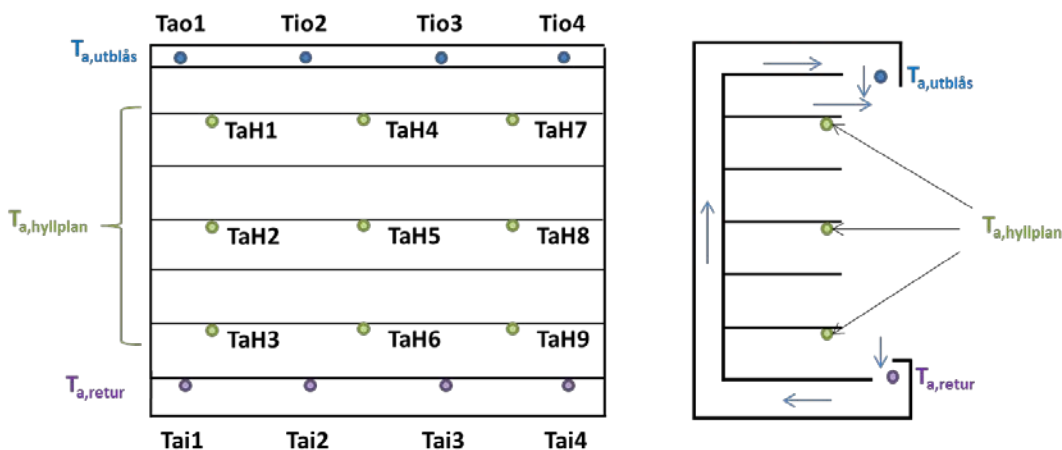 Tao1 Tio2 Tio3 Tio4
Ta,utblås
TaH1 TaH4 TaH7
Ta,hyllplan
TaH2 TaH5 TaH8
TaH3 TaH6 TaH9
Ta,retur
Tai1 Tai2 Tai3 Tai4
Ta,utblås
Ta,hyllplan
Ta,retur